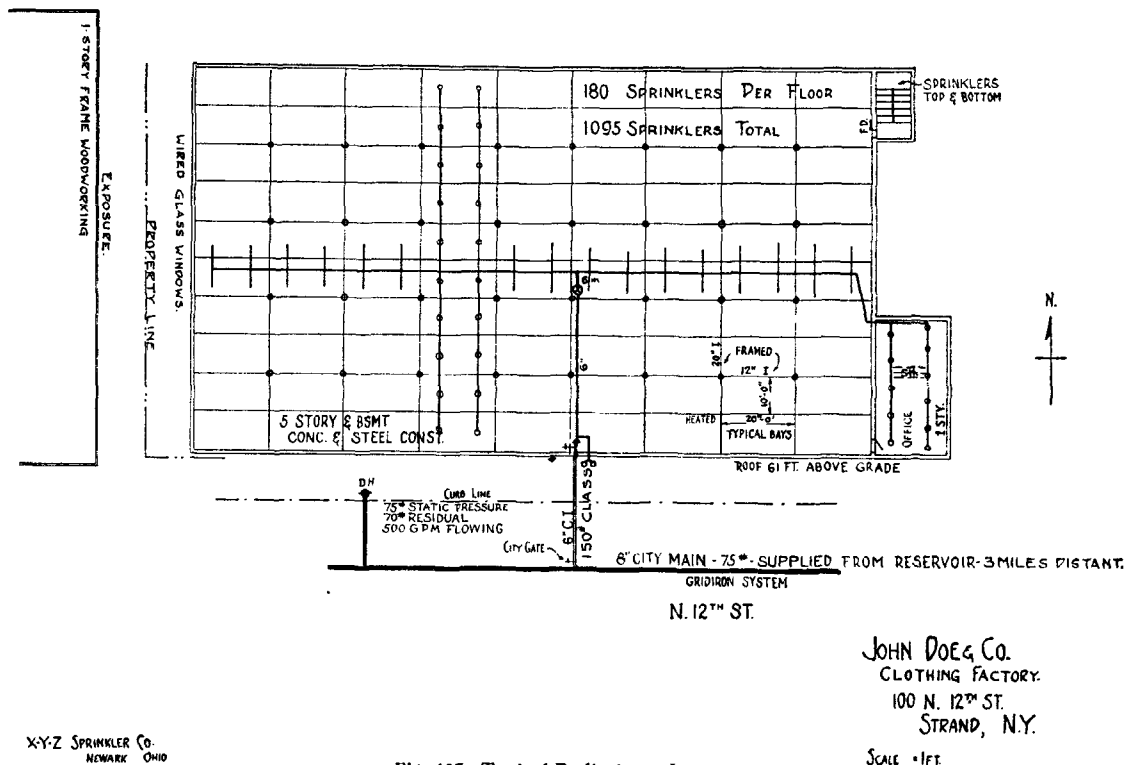 1-STORY FRAME WOODWORKING
EXPOSURE.
PROPERTY LINE
WIRED GLASS WINDOWS.
180 SPRINKLERS PER FLOOR
1095 SPRINKLERS TOTAL
SPRINKLERS
TOP & BOTTOM
F.D.
N.
6"
20" I
FRAMED
12" I
10'-0"
HEATED
20'-0"
TYPICAL BAYS
OFFICE
1 STY.
5 STORY & BSMT
CONC. & STEEL CONST.
ROOF 61 FT. ABOVE GRADE
DH
CURB LINE
75# STATIC PRESSURE
70# RESIDUAL
500 GPM FLOWING
6" C.I.
150# CLASS
CITY GATE
8" CITY MAIN - 75# - SUPPLIED FROM RESERVOIR - 3 MILES DISTANT.
GRIDIRON SYSTEM
N. 12TH ST.
JOHN DOE & CO.
CLOTHING FACTORY.
100 N. 12TH ST.
STRAND, N.Y.
X-Y-Z SPRINKLER CO.
NEWARK OHIO